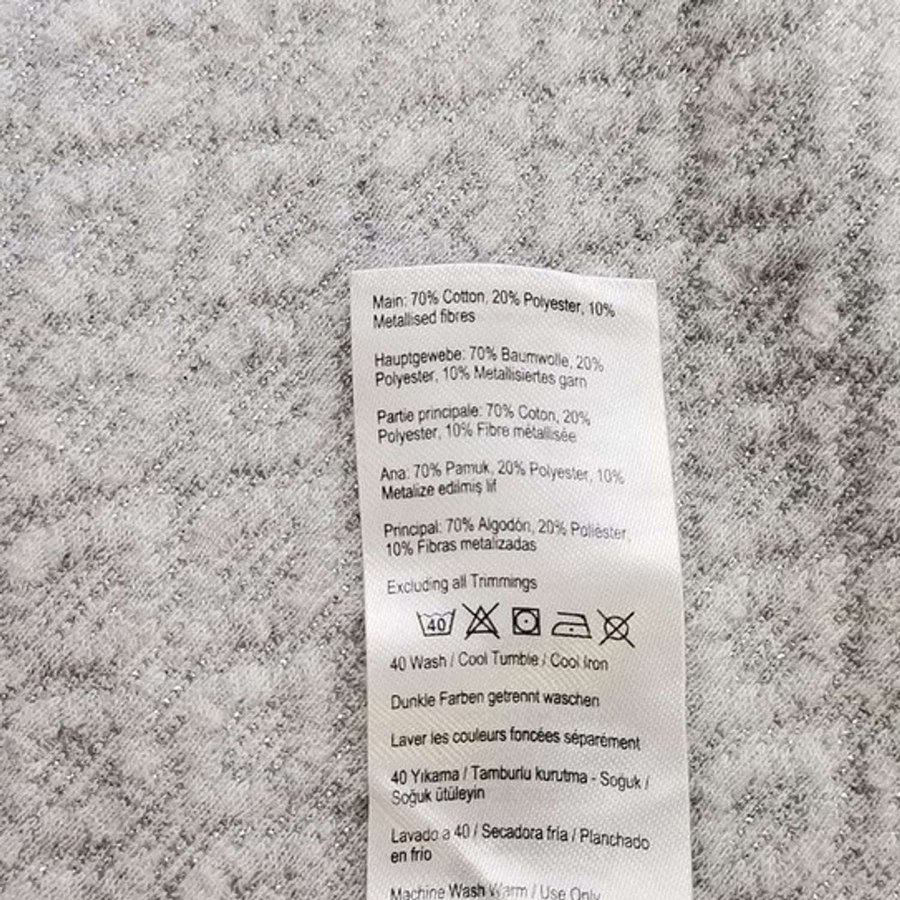 Main: 70% Cotton, 20% Polyester, 10%
Metallised fibres
Hauptgewebe: 70% Baumwolle, 20%
Polyester, 10% Metallisiertes garn
Partie principale: 70% Coton, 20%
Polyester, 10% Fibre métallisée
Ana: 70% Pamuk, 20% Polyester, 10%
Metalize edilmiş lif
Principal: 70% Algodón, 20% Poliéster,
10% Fibras metalizadas
Excluding all Trimmings
40
40 Wash / Cool Tumble / Cool Iron
Dunkle Farben getrennt waschen
Laver les couleurs foncées séparément
40 Yıkama / Tamburlu kurutma - Soğuk /
Soğuk ütüleyin
Lavado a 40 / Secadora fría / Planchado
en frio
Machine Wash Warm / Use Only